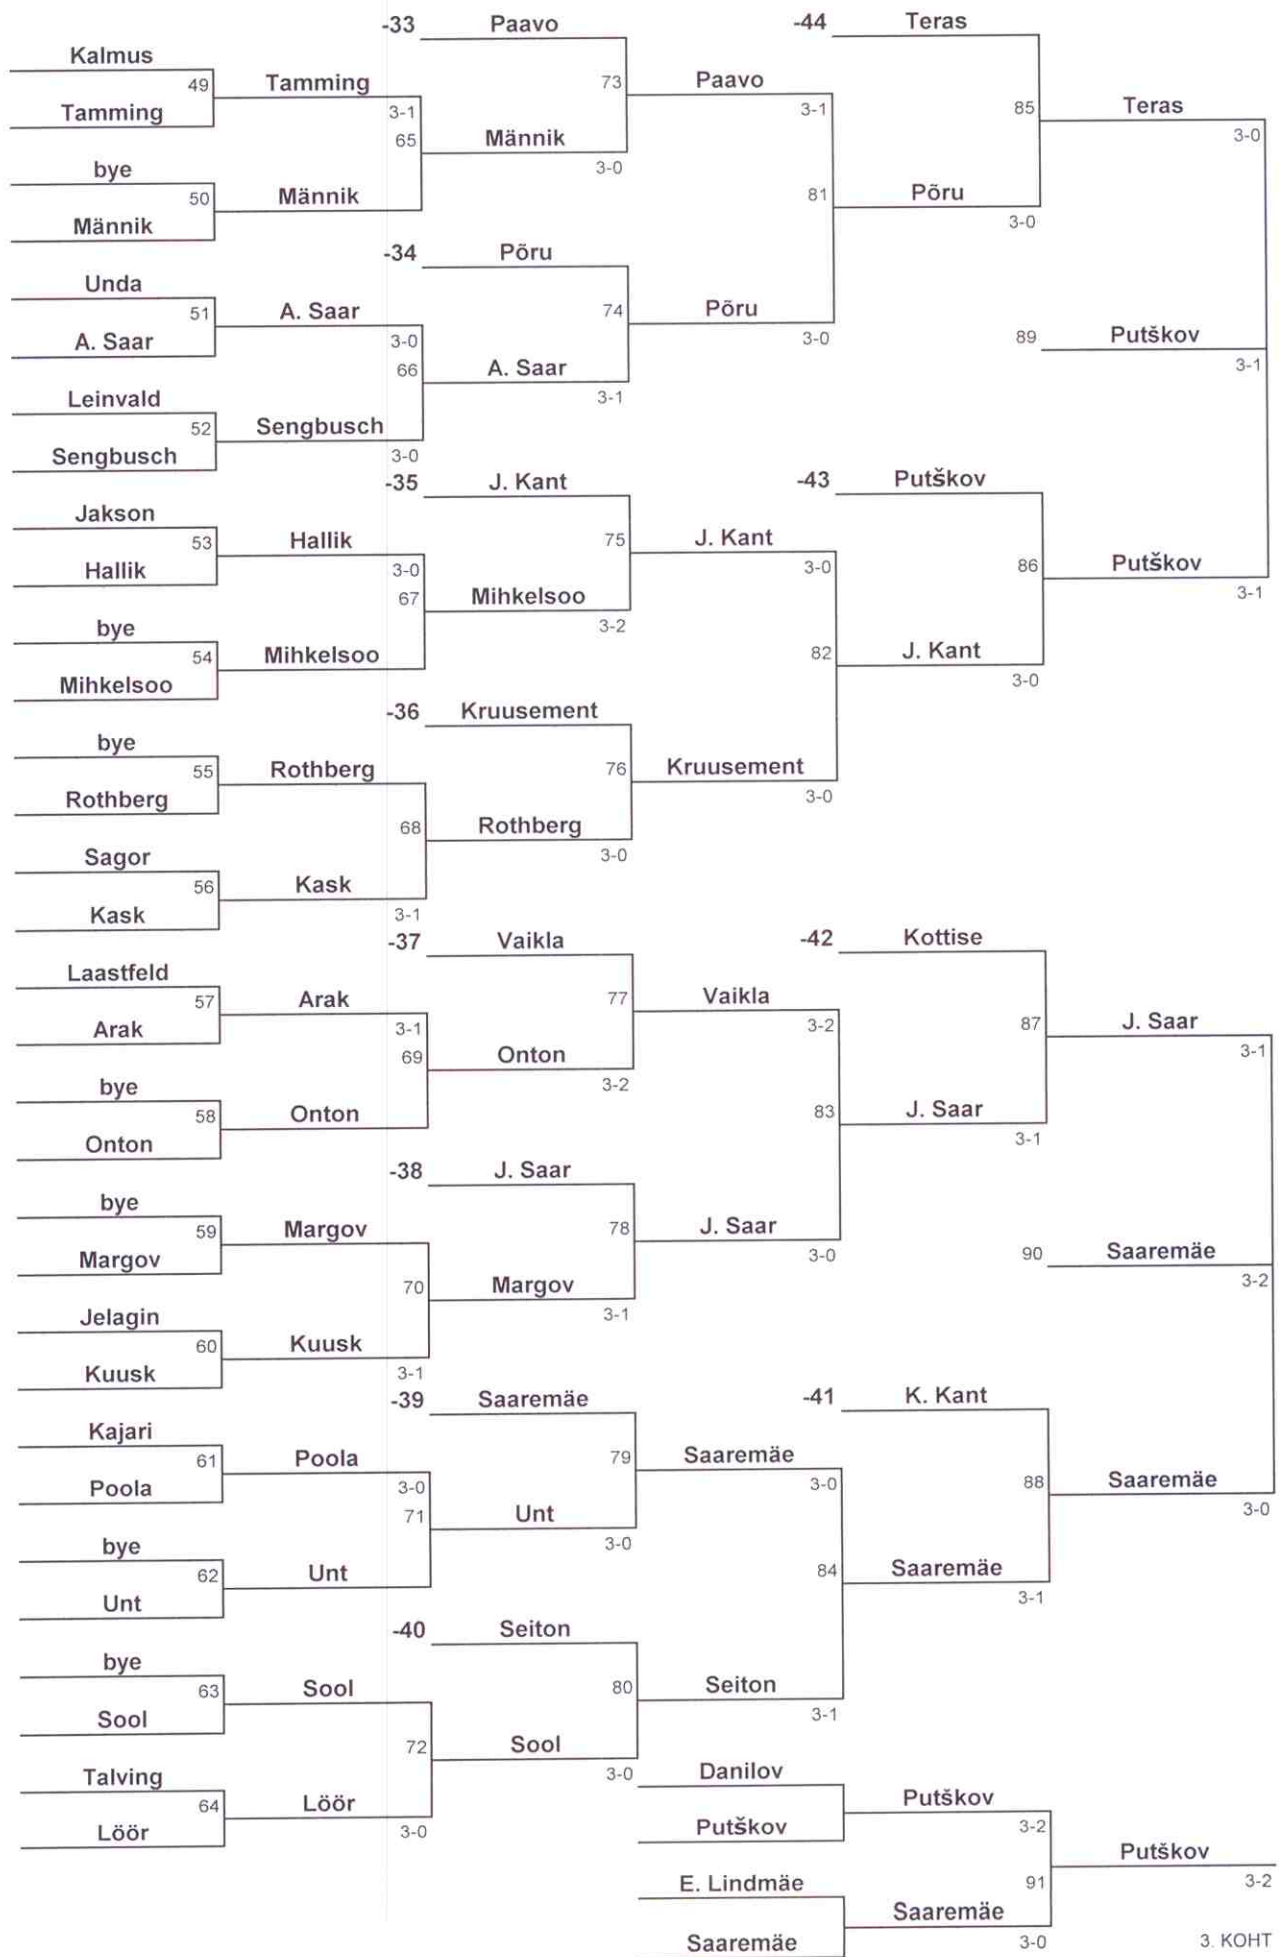 -33 Paavo -44 Teras
Kalmus
49 Tamming 73 Paavo
Tamming 3-1 3-1 85 Teras
65 Männik 3-0
bye 3-0
50 Männik 81 Põru
Männik 3-0
-34 Põru
Unda
51 A. Saar 74 Põru
A. Saar 3-0 3-0 89 Putškov
66 A. Saar 3-1
Leinvald 3-1
52 Sengbusch
Sengbusch 3-0
-35 J. Kant -43 Putškov
Jakson
53 Hallik 75 J. Kant
Hallik 3-0 3-0 86 Putškov
67 Mihkelsoo 3-1
bye 3-2
54 Mihkelsoo 82 J. Kant
Mihkelsoo 3-0
-36 Kruusement
bye
55 Rothberg 76 Kruusement
Rothberg 3-0
68 Rothberg
Sagor 3-0
56 Kask
Kask 3-1
-37 Vaikla -42 Kottise
Laastfeld
57 Arak 77 Vaikla
Arak 3-1 3-2 87 J. Saar
69 Onton 3-1
bye 3-2
58 Onton 83 J. Saar
Onton 3-1
-38 J. Saar
bye
59 Margov 78 J. Saar
Margov 3-0 90 Saaremäe
70 Margov 3-2
Jelagin 3-1
60 Kuusk
Kuusk 3-1
-39 Saaremäe -41 K. Kant
Kajari
61 Poola 79 Saaremäe
Poola 3-0 3-0 88 Saaremäe
71 Unt 3-0
bye 3-0
62 Unt 84 Saaremäe
Unt 3-1
-40 Seiton
bye
63 Sool 80 Seiton
Sool 3-1
72 Sool
Talving 3-0 Danilov
64 Löör Putškov
Löör 3-0 Putškov 3-2
Putškov
E. Lindmäe 91 3-2
Saaremäe
Saaremäe 3-0 3. KOHT